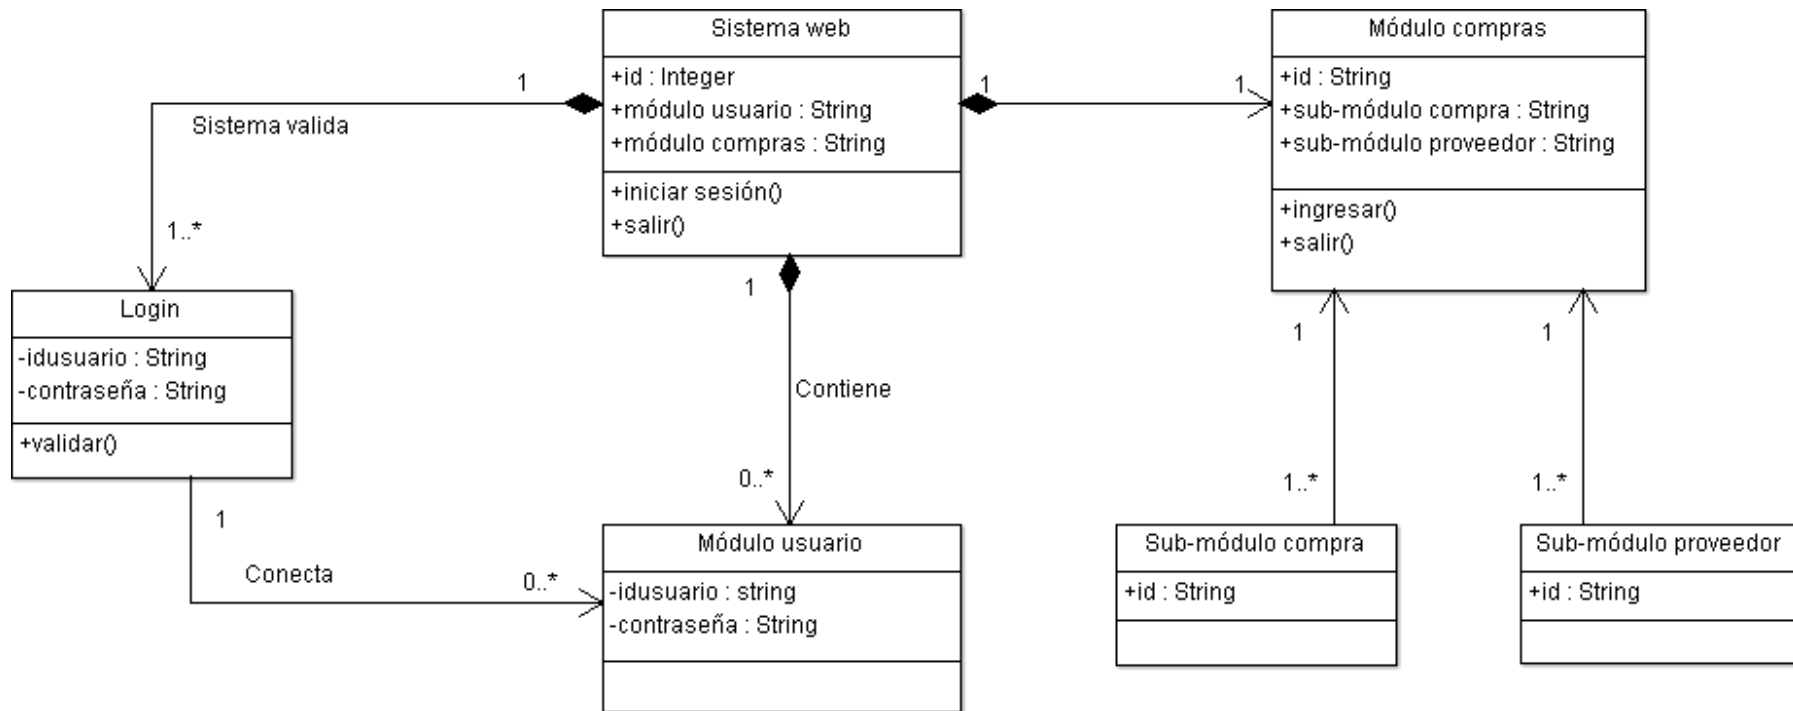 Sistema web
+id : Integer
+módulo usuario : String
+módulo compras : String
+iniciar sesión()
+salir()
Módulo compras
+id : String
+sub-módulo compra : String
+sub-módulo proveedor : String
+ingresar()
+salir()
1
Sistema valida
1..*
1
1
1
Contiene
0..*
Login
-idusuario : String
-contraseña : String
+validar()
1
Conecta
0..*
Módulo usuario
-idusuario : string
-contraseña : String
1
1..*
1
1..*
Sub-módulo compra
+id : String
Sub-módulo proveedor
+id : String